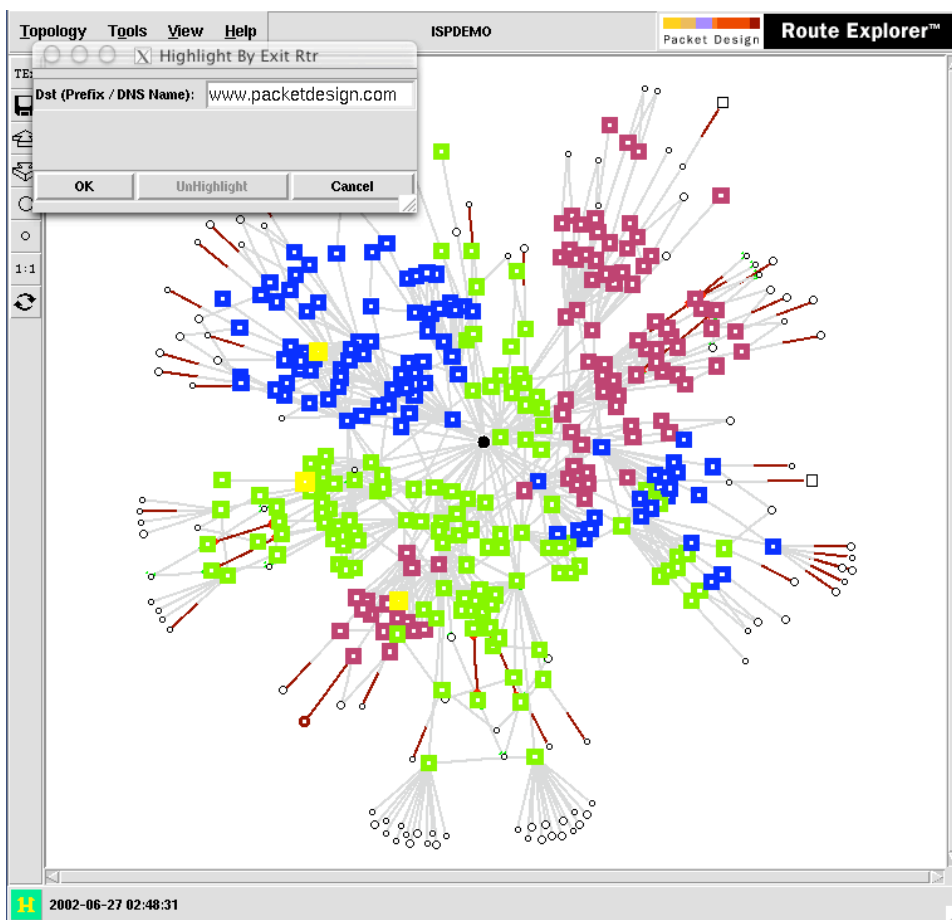 Topology Tools View Help ISPDEMO Packet Design Route Explorer™
Highlight By Exit Rtr
Dst (Prefix / DNS Name): www.packetdesign.com
OK UnHighlight Cancel
1:1
H 2002-06-27 02:48:31